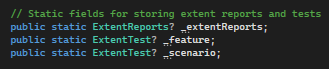 // Static fields for storing extent reports and tests
public static ExtentReports? _extentReports;
public static ExtentTest? _feature;
public static ExtentTest? _scenario;